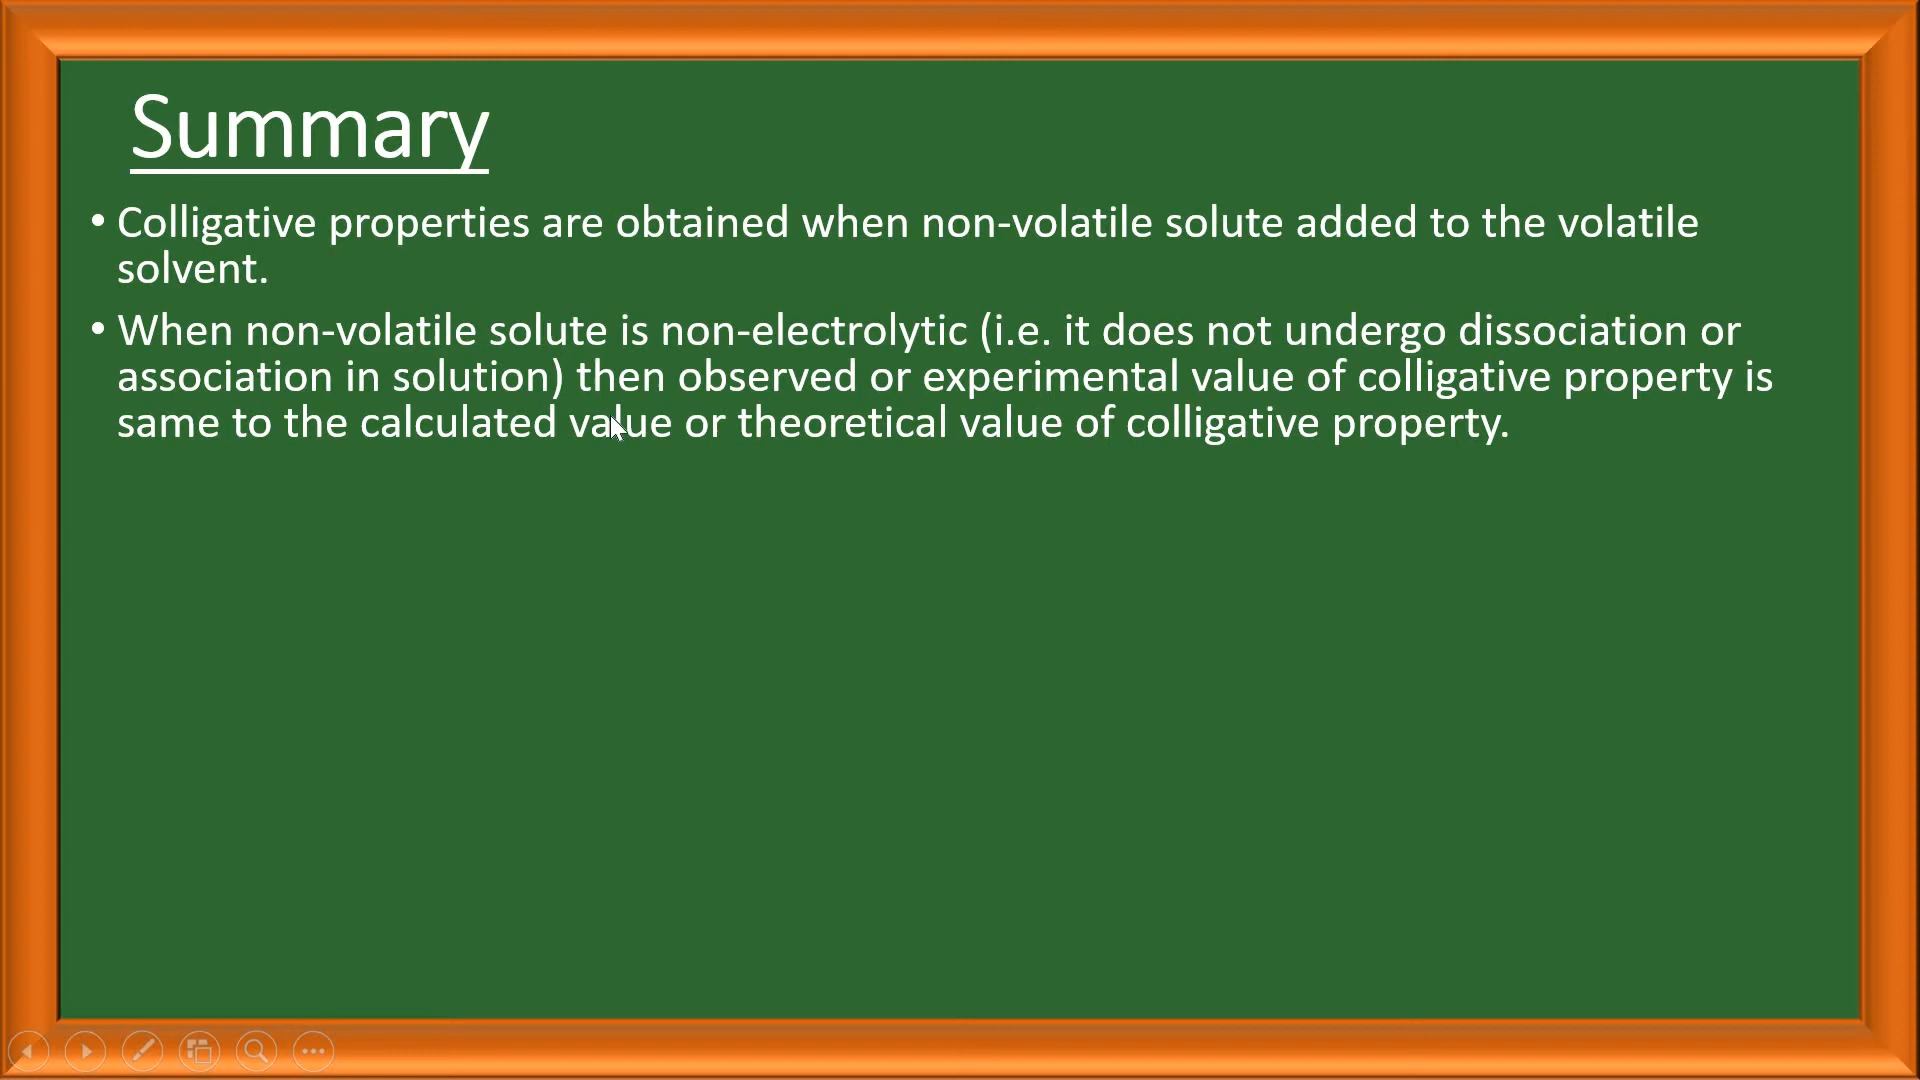 Summary
• Colligative properties are obtained when non-volatile solute added to the volatile
solvent.
• When non-volatile solute is non-electrolytic (i.e. it does not undergo dissociation or
association in solution) then observed or experimental value of colligative property is
same to the calculated value or theoretical value of colligative property.